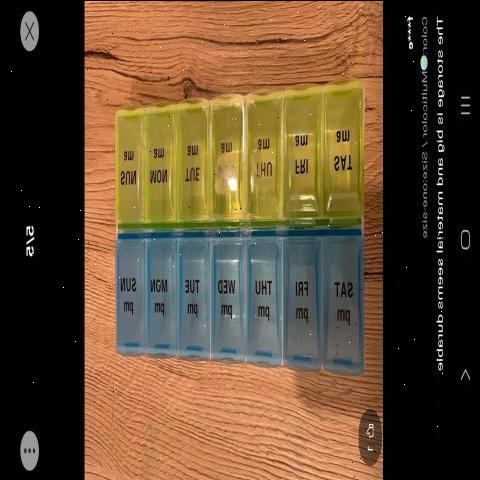 5/5
SUN am SUN pm
MON am MON pm
TUE am TUE pm
am WED pm
THU am THU pm
FRI am FRI pm
SAT am SAT pm
t****e
Color:Multicolor / Size:one-size
The storage is big and material seems durable.